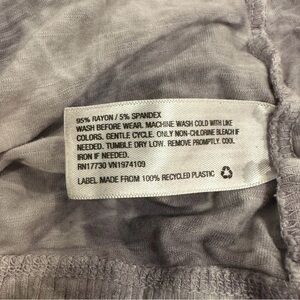 95% RAYON / 5% SPANDEX
WASH BEFORE WEAR. MACHINE WASH COLD WITH LIKE
COLORS. GENTLE CYCLE. ONLY NON-CHLORINE BLEACH IF
NEEDED. TUMBLE DRY LOW. REMOVE PROMPTLY. COOL
IRON IF NEEDED.
RN17730 VN1974109
LABEL MADE FROM 100% RECYCLED PLASTIC